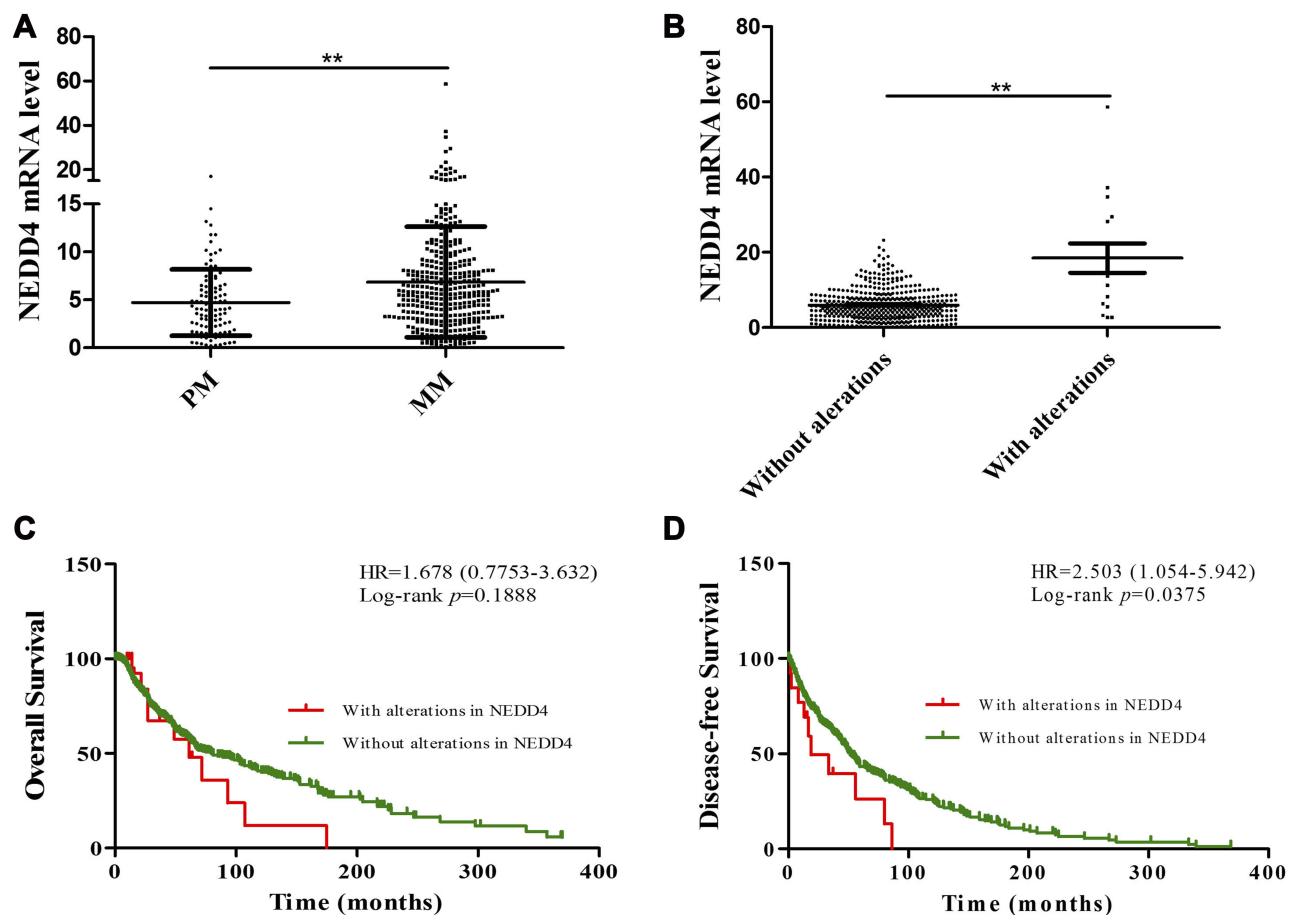 A
NEDD4 mRNA level
80
60
40
20
15
10
5
0
**
PM
MM
B
NEDD4 mRNA level
80
60
40
20
0
**
Without alerations
With alterations
C
Overall Survival
150
100
50
0
HR=1.678 (0.7753-3.632)
Log-rank p=0.1888
With alterations in NEDD4
Without alterations in NEDD4
0 100 200 300 400
Time (months)
D
Disease-free Survival
150
100
50
0
HR=2.503 (1.054-5.942)
Log-rank p=0.0375
With alterations in NEDD4
Without alterations in NEDD4
0 100 200 300 400
Time (months)